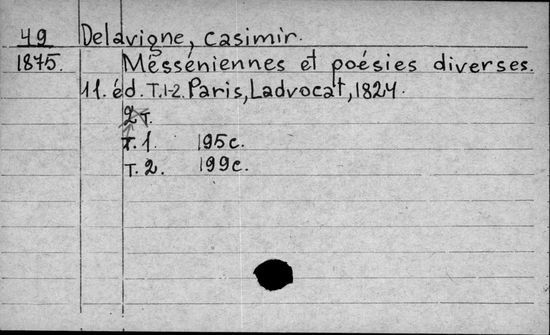 49 Delavigne, Casimir.
1875. Mėsséniennes et poésies diverses.
11. éd. T.1-2. Paris, Ladvocat, 1824.
2 T.
T. 1. 195c.
T. 2. 199c.